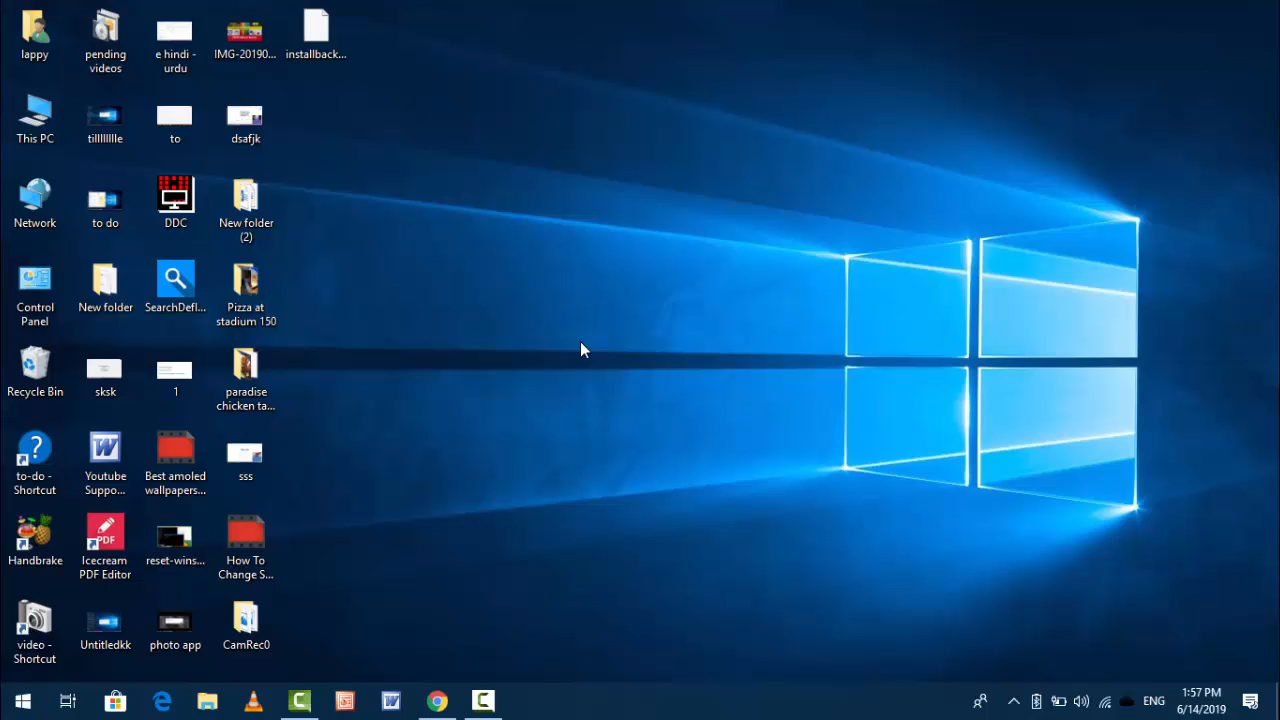 lappy
pending
videos
e hindi -
urdu
IMG-20190...
installback...
This PC
tillllllllle
to
dsafjk
Network
to do
DDC
New folder
(2)
Control
Panel
New folder
SearchDefl...
Pizza at
stadium 150
Recycle Bin
sksk
1
paradise
chicken ta...
to-do -
Shortcut
Youtube
Suppo...
Best amoled
wallpapers...
sss
Handbrake
PDF
Icecream
PDF Editor
reset-wins...
How To
Change S...
video -
Shortcut
Untitledkk
photo app
CamRec0
ENG
1:57 PM
6/14/2019